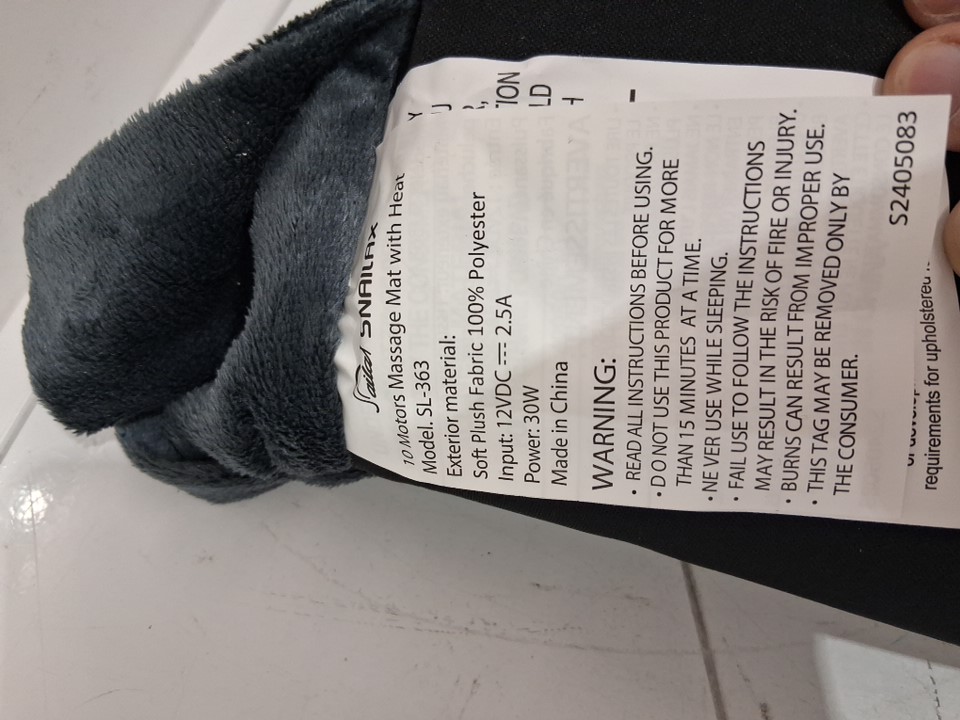 SNAILAX
10 Motors Massage Mat with Heat
Model. SL-363
Exterior material:
Soft Plush Fabric 100% Polyester
Input: 12VDC⎓2.5A
Power: 30W
Made in China
WARNING:
• READ ALL INSTRUCTIONS BEFORE USING.
• DO NOT USE THIS PRODUCT FOR MORE
THAN 15 MINUTES AT A TIME.
• NEVER USE WHILE SLEEPING.
• FAIL USE TO FOLLOW THE INSTRUCTIONS
MAY RESULT IN THE RISK OF FIRE OR INJURY.
• BURNS CAN RESULT FROM IMPROPER USE.
• THIS TAG MAY BE REMOVED ONLY BY
THE CONSUMER.
S2405083
requirements for upholstered